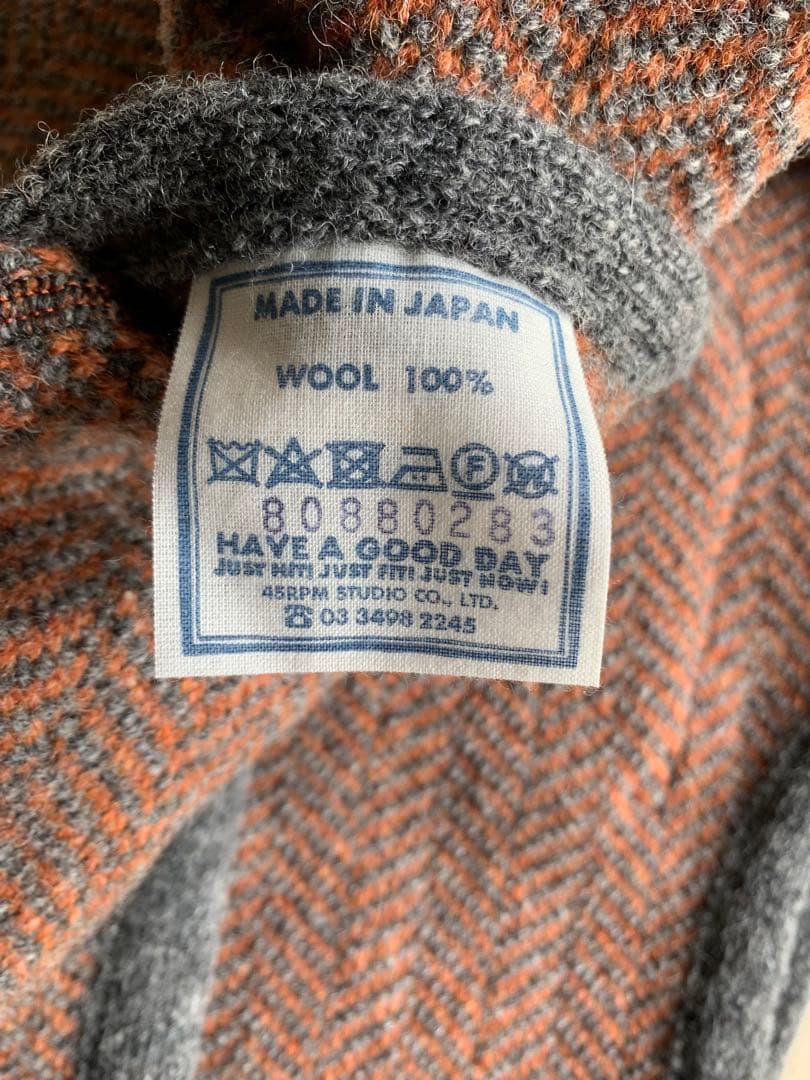 MADE IN JAPAN
WOOL 100%
F W
80880283
HAVE A GOOD DAY
JUST HIT! JUST FIT! JUST NOW!
45RPM STUDIO CO., LTD.
☎ 03 3498 2245